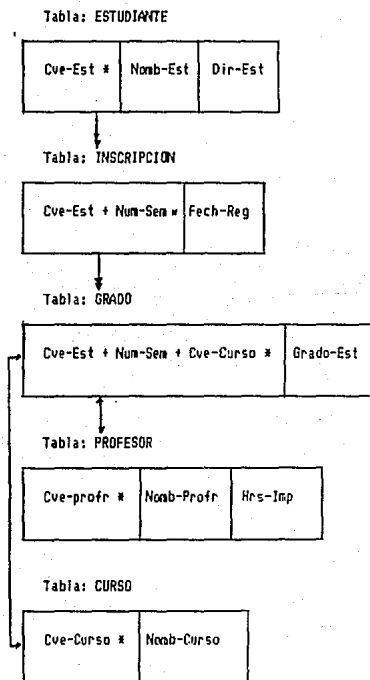 Tabla: ESTUDIANTE
Cve-Est * Nomb-Est Dir-Est
Tabla: INSCRIPCION
Cve-Est + Num-Sem * Fech-Reg
Tabla: GRADO
Cve-Est + Num-Sem + Cve-Curso * Grado-Est
Tabla: PROFESOR
Cve-profr * Nomb-Profr Hrs-Imp
Tabla: CURSO
Cve-Curso * Nomb-Curso